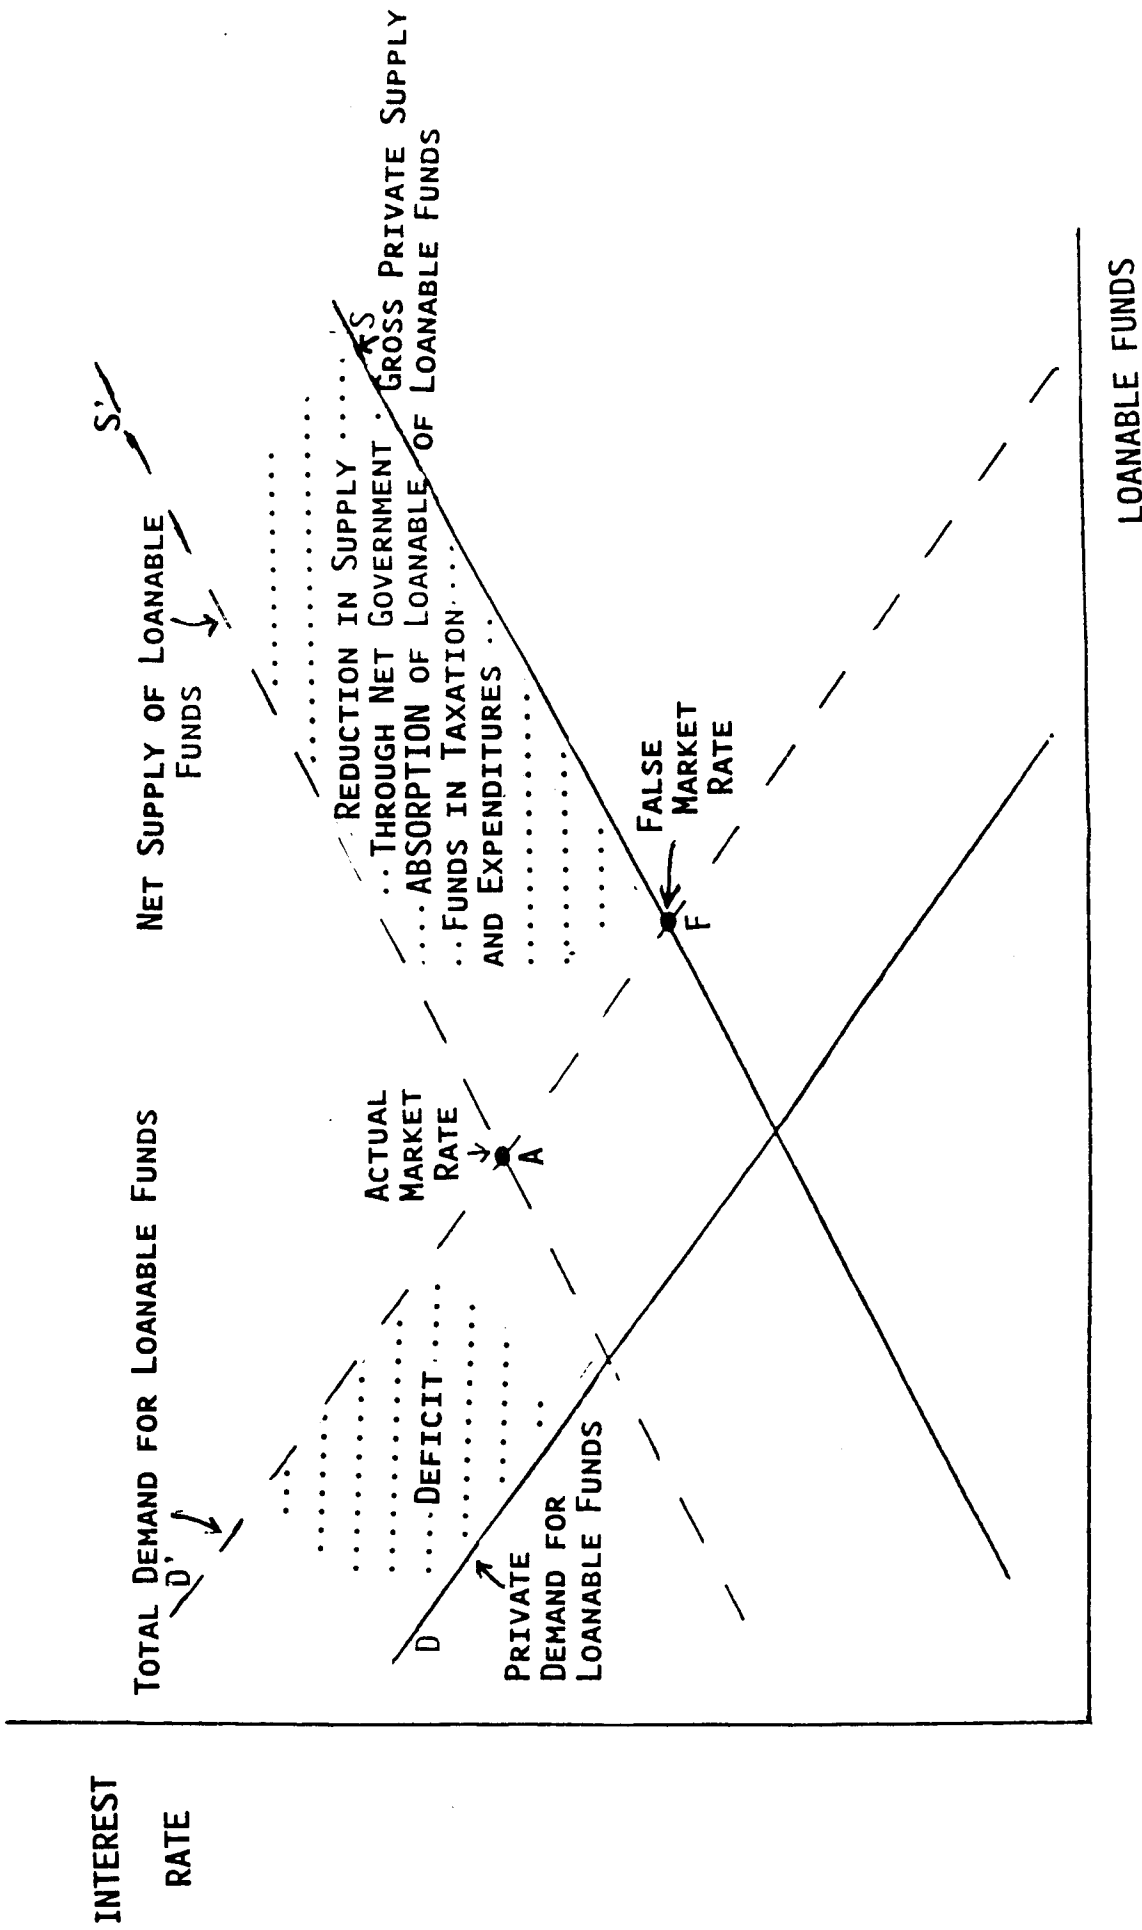 INTEREST
RATE
TOTAL DEMAND FOR LOANABLE FUNDS
D'
NET SUPPLY OF LOANABLE
FUNDS
S'
DEFICIT
D
PRIVATE
DEMAND FOR
LOANABLE FUNDS
ACTUAL
MARKET
RATE
A
REDUCTION IN SUPPLY
THROUGH NET GOVERNMENT
ABSORPTION OF LOANABLE
FUNDS IN TAXATION
AND EXPENDITURES
S
GROSS PRIVATE SUPPLY
OF LOANABLE FUNDS
FALSE
MARKET
RATE
F
LOANABLE FUNDS